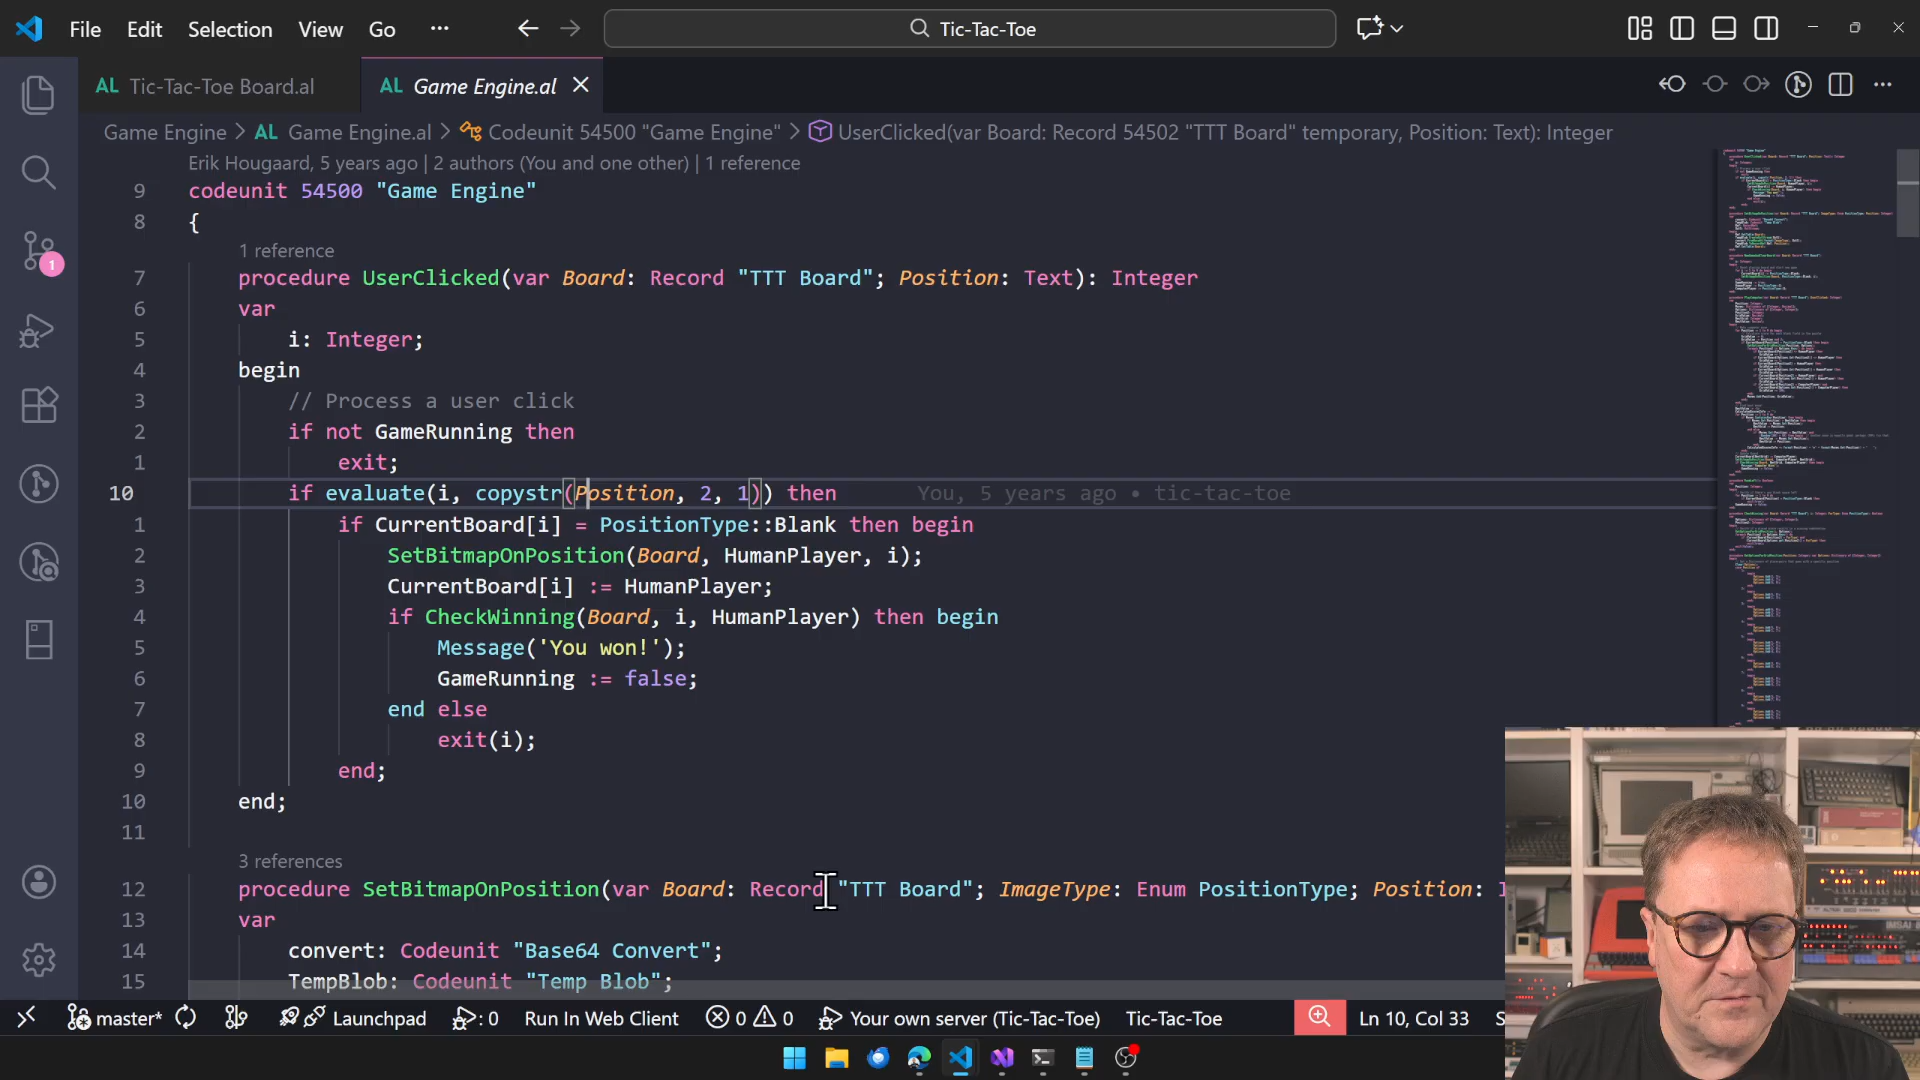 File Edit Selection View Go ··· Tic-Tac-Toe
AL Tic-Tac-Toe Board.al AL Game Engine.al
Game Engine > AL Game Engine.al > Codeunit 54500 "Game Engine" > UserClicked(var Board: Record 54502 "TTT Board" temporary, Position: Text): Integer
Erik Hougaard, 5 years ago | 2 authors (You and one other) | 1 reference
9 codeunit 54500 "Game Engine"
8 {
1 reference
7 procedure UserClicked(var Board: Record "TTT Board"; Position: Text): Integer
6 var
5 i: Integer;
4 begin
3 // Process a user click
2 if not GameRunning then
1 exit;
10 if evaluate(i, copystr(Position, 2, 1)) then You, 5 years ago • tic-tac-toe
1 if CurrentBoard[i] = PositionType::Blank then begin
2 SetBitmapOnPosition(Board, HumanPlayer, i);
3 CurrentBoard[i] := HumanPlayer;
4 if CheckWinning(Board, i, HumanPlayer) then begin
5 Message('You won!');
6 GameRunning := false;
7 end else
8 exit(i);
9 end;
10 end;
11
3 references
12 procedure SetBitmapOnPosition(var Board: Record "TTT Board"; ImageType: Enum PositionType; Position: I
13 var
14 convert: Codeunit "Base64 Convert";
15 TempBlob: Codeunit "Temp Blob";
1
master* Launchpad : 0 Run In Web Client 0 0 Your own server (Tic-Tac-Toe) Tic-Tac-Toe Ln 10, Col 33